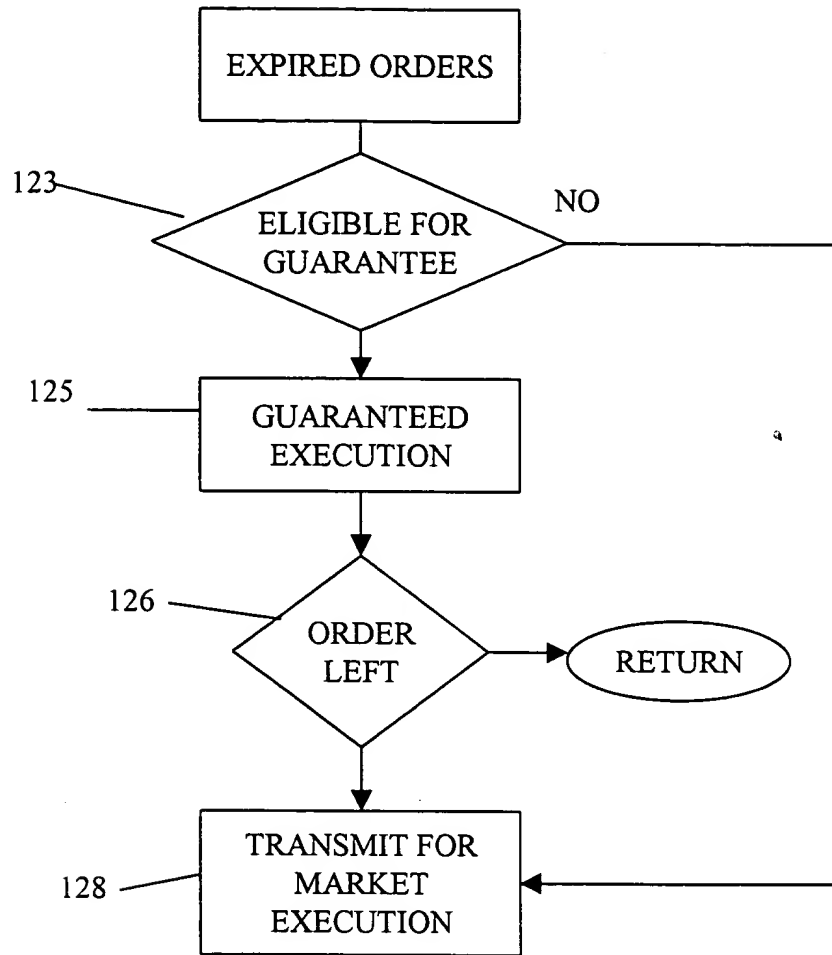 EXPIRED ORDERS
123
NO
ELIGIBLE FOR
GUARANTEE
125
GUARANTEED
EXECUTION
126
ORDER
LEFT
RETURN
TRANSMIT FOR
MARKET
EXECUTION
128